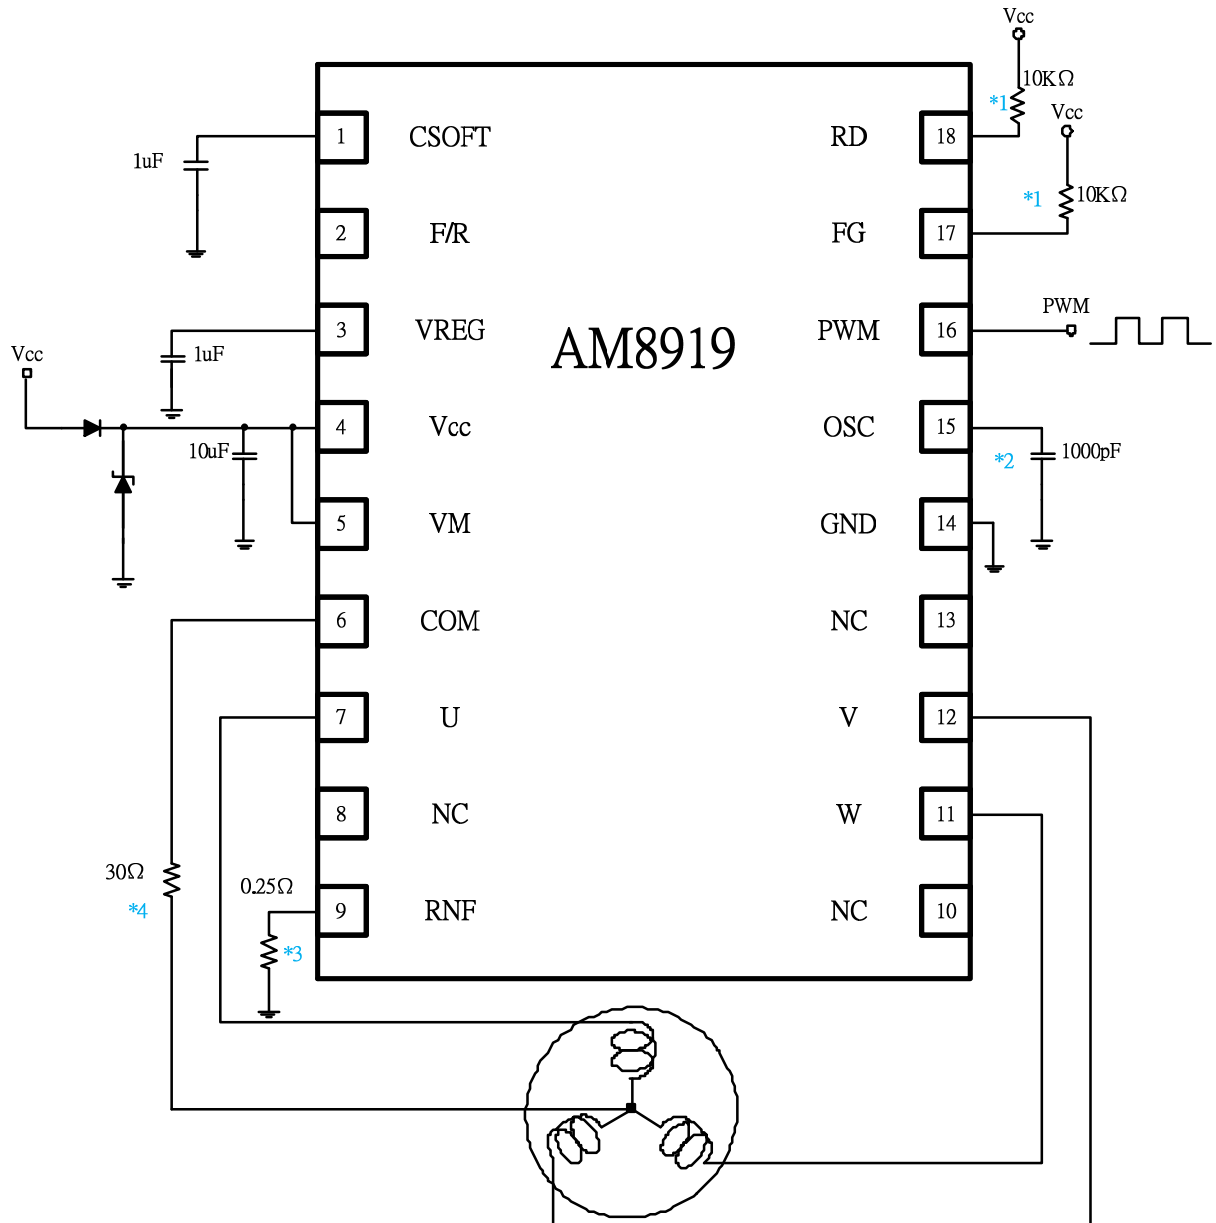 Vcc
10KΩ
*1
Vcc
1 CSOFT RD 18
1uF
*1 10KΩ
2 F/R FG 17
PWM
3 VREG AM8919 PWM 16
Vcc
1uF
4 Vcc OSC 15
10uF
*2 1000pF
5 VM GND 14
6 COM NC 13
7 U V 12
8 NC W 11
30Ω
*4
0.25Ω
9 RNF NC 10
*3